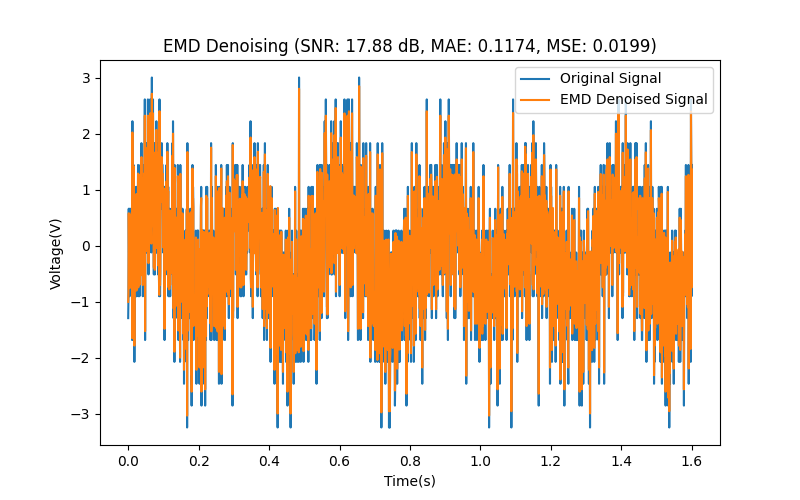 EMD Denoising (SNR: 17.88 dB, MAE: 0.1174, MSE: 0.0199)
Original Signal
EMD Denoised Signal
Voltage(V)
3
2
1
0
−1
−2
−3
0.0 0.2 0.4 0.6 0.8 1.0 1.2 1.4 1.6
Time(s)